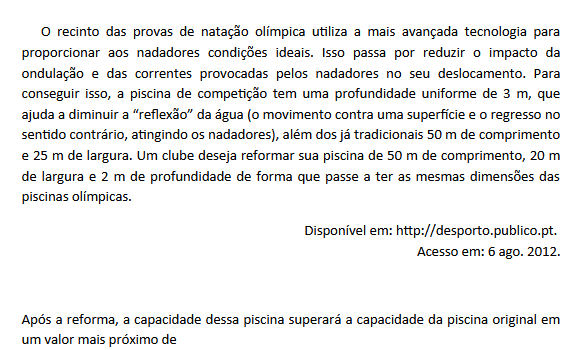 O recinto das provas de natação olímpica utiliza a mais avançada tecnologia para
proporcionar aos nadadores condições ideais. Isso passa por reduzir o impacto da
ondulação e das correntes provocadas pelos nadadores no seu deslocamento. Para
conseguir isso, a piscina de competição tem uma profundidade uniforme de 3 m, que
ajuda a diminuir a “reflexão” da água (o movimento contra uma superfície e o regresso no
sentido contrário, atingindo os nadadores), além dos já tradicionais 50 m de comprimento
e 25 m de largura. Um clube deseja reformar sua piscina de 50 m de comprimento, 20 m
de largura e 2 m de profundidade de forma que passe a ter as mesmas dimensões das
piscinas olímpicas.
Disponível em: http://desporto.publico.pt.
Acesso em: 6 ago. 2012.
Após a reforma, a capacidade dessa piscina superará a capacidade da piscina original em
um valor mais próximo de